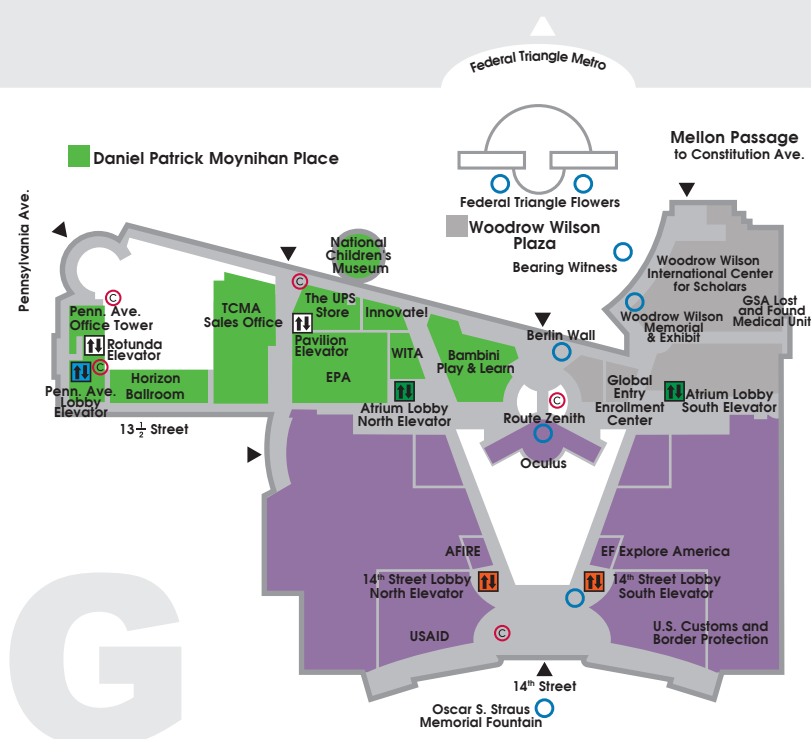 Federal Triangle Metro
Mellon Passage
to Constitution Ave.
Daniel Patrick Moynihan Place
Federal Triangle Flowers
Woodrow Wilson
Plaza
Pennsylvania Ave.
National
Children's
Museum
Bearing Witness
Woodrow Wilson
International Center
for Scholars
GSA Lost
and Found
Medical Unit
Woodrow Wilson
Memorial
& Exhibit
C
C
Penn. Ave.
Office Tower
TCMA
Sales Office
The UPS
Store
Innovate!
Berlin Wall
Rotunda
Elevator
Pavilion
Elevator
WITA
Bambini
Play & Learn
C
Penn. Ave.
Lobby
Elevator
Horizon
Ballroom
EPA
Atrium Lobby
North Elevator
C
Route Zenith
Global
Entry
Enrollment
Center
Atrium Lobby
South Elevator
13½ Street
Oculus
AFIRE
EF Explore America
14th Street Lobby
North Elevator
14th Street Lobby
South Elevator
USAID
C
U.S. Customs and
Border Protection
14th Street
Oscar S. Straus
Memorial Fountain
G